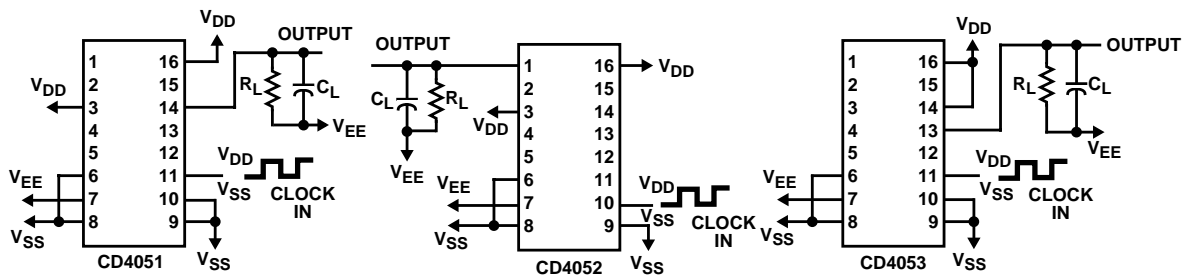 VDD
OUTPUT
1 16
2 15
VDD
3 14
RL
CL
4 13
VEE
5 12
VDD
6 11
VSS
CLOCK
IN
VEE
7 10
8 9
VSS
VSS
CD4051
OUTPUT
1 16
VDD
2 15
CL
RL
3 14
VDD
4 13
VEE
5 12
6 11
VDD
VEE
7 10
VSS
CLOCK
IN
8 9
VSS
VSS
CD4052
VDD
OUTPUT
1 16
2 15
RL
CL
3 14
4 13
VEE
5 12
VDD
6 11
VSS
CLOCK
IN
VEE
7 10
8 9
VSS
VSS
CD4053